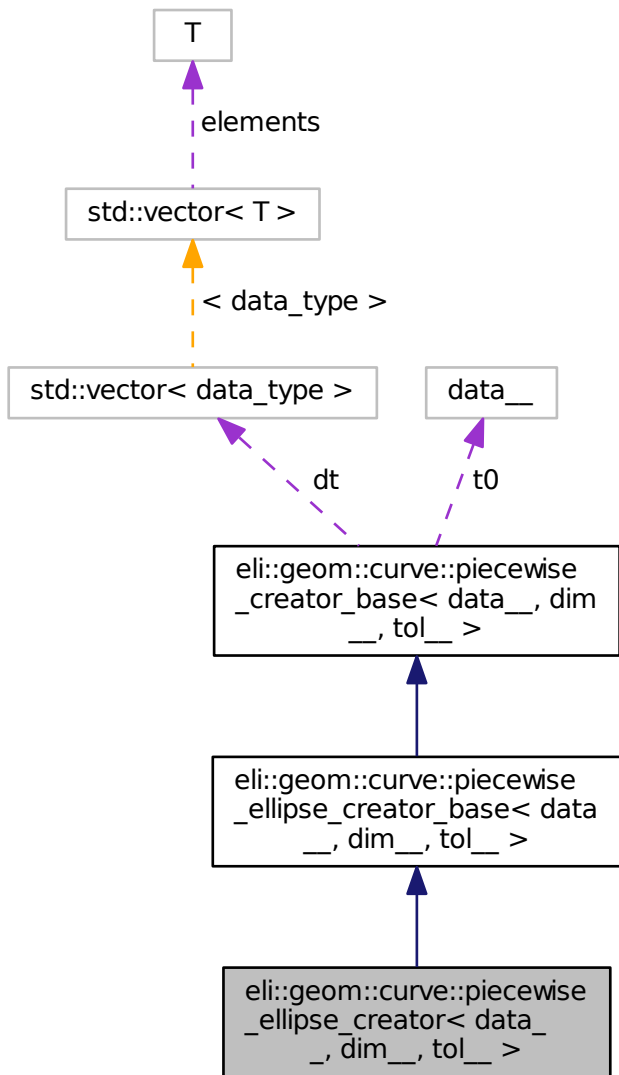 T
elements
std::vector< T >
< data_type >
std::vector< data_type >
data__
dt
t0
eli::geom::curve::piecewise
_creator_base< data__, dim
__, tol__ >
eli::geom::curve::piecewise
_ellipse_creator_base< data
__, dim__, tol__ >
eli::geom::curve::piecewise
_ellipse_creator< data_
_, dim__, tol__ >